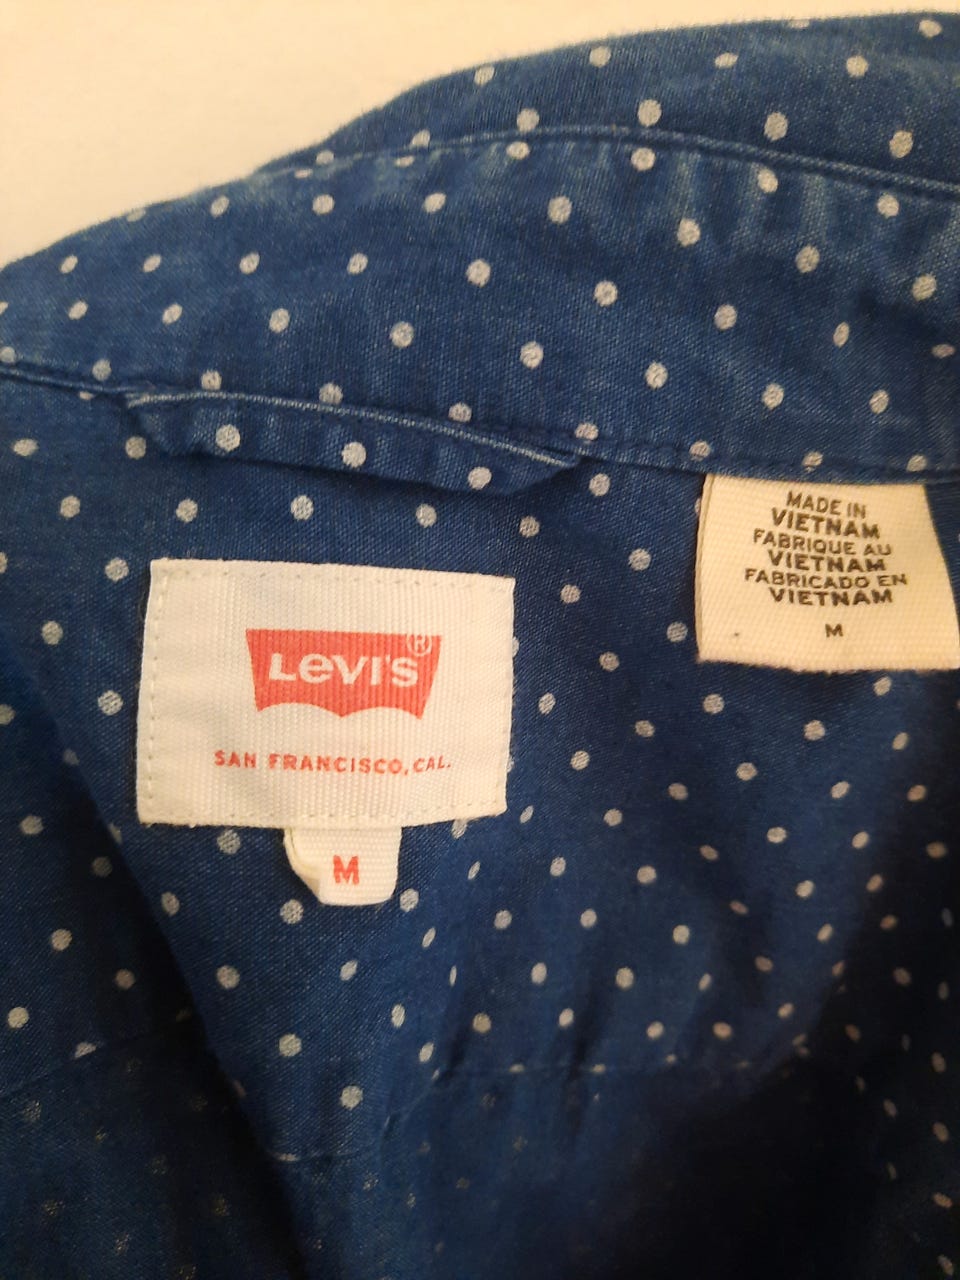 LEVI'S®
SAN FRANCISCO, CAL.
M
MADE IN
VIETNAM
FABRIQUE AU
VIETNAM
FABRICADO EN
VIETNAM
M